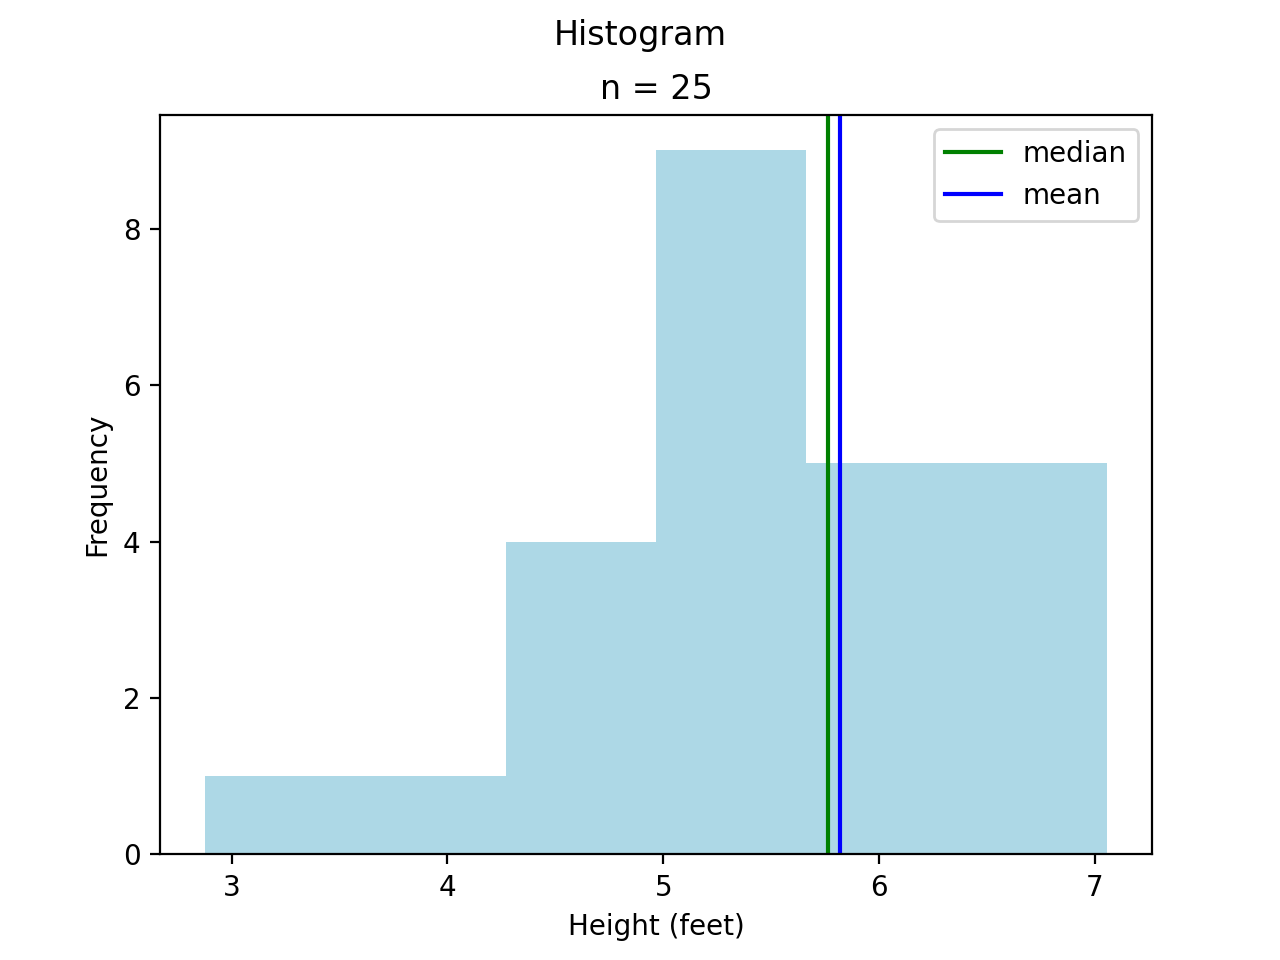 Histogram
n = 25
median
mean
8
6
4
2
0
Frequency
3 4 5 6 7
Height (feet)